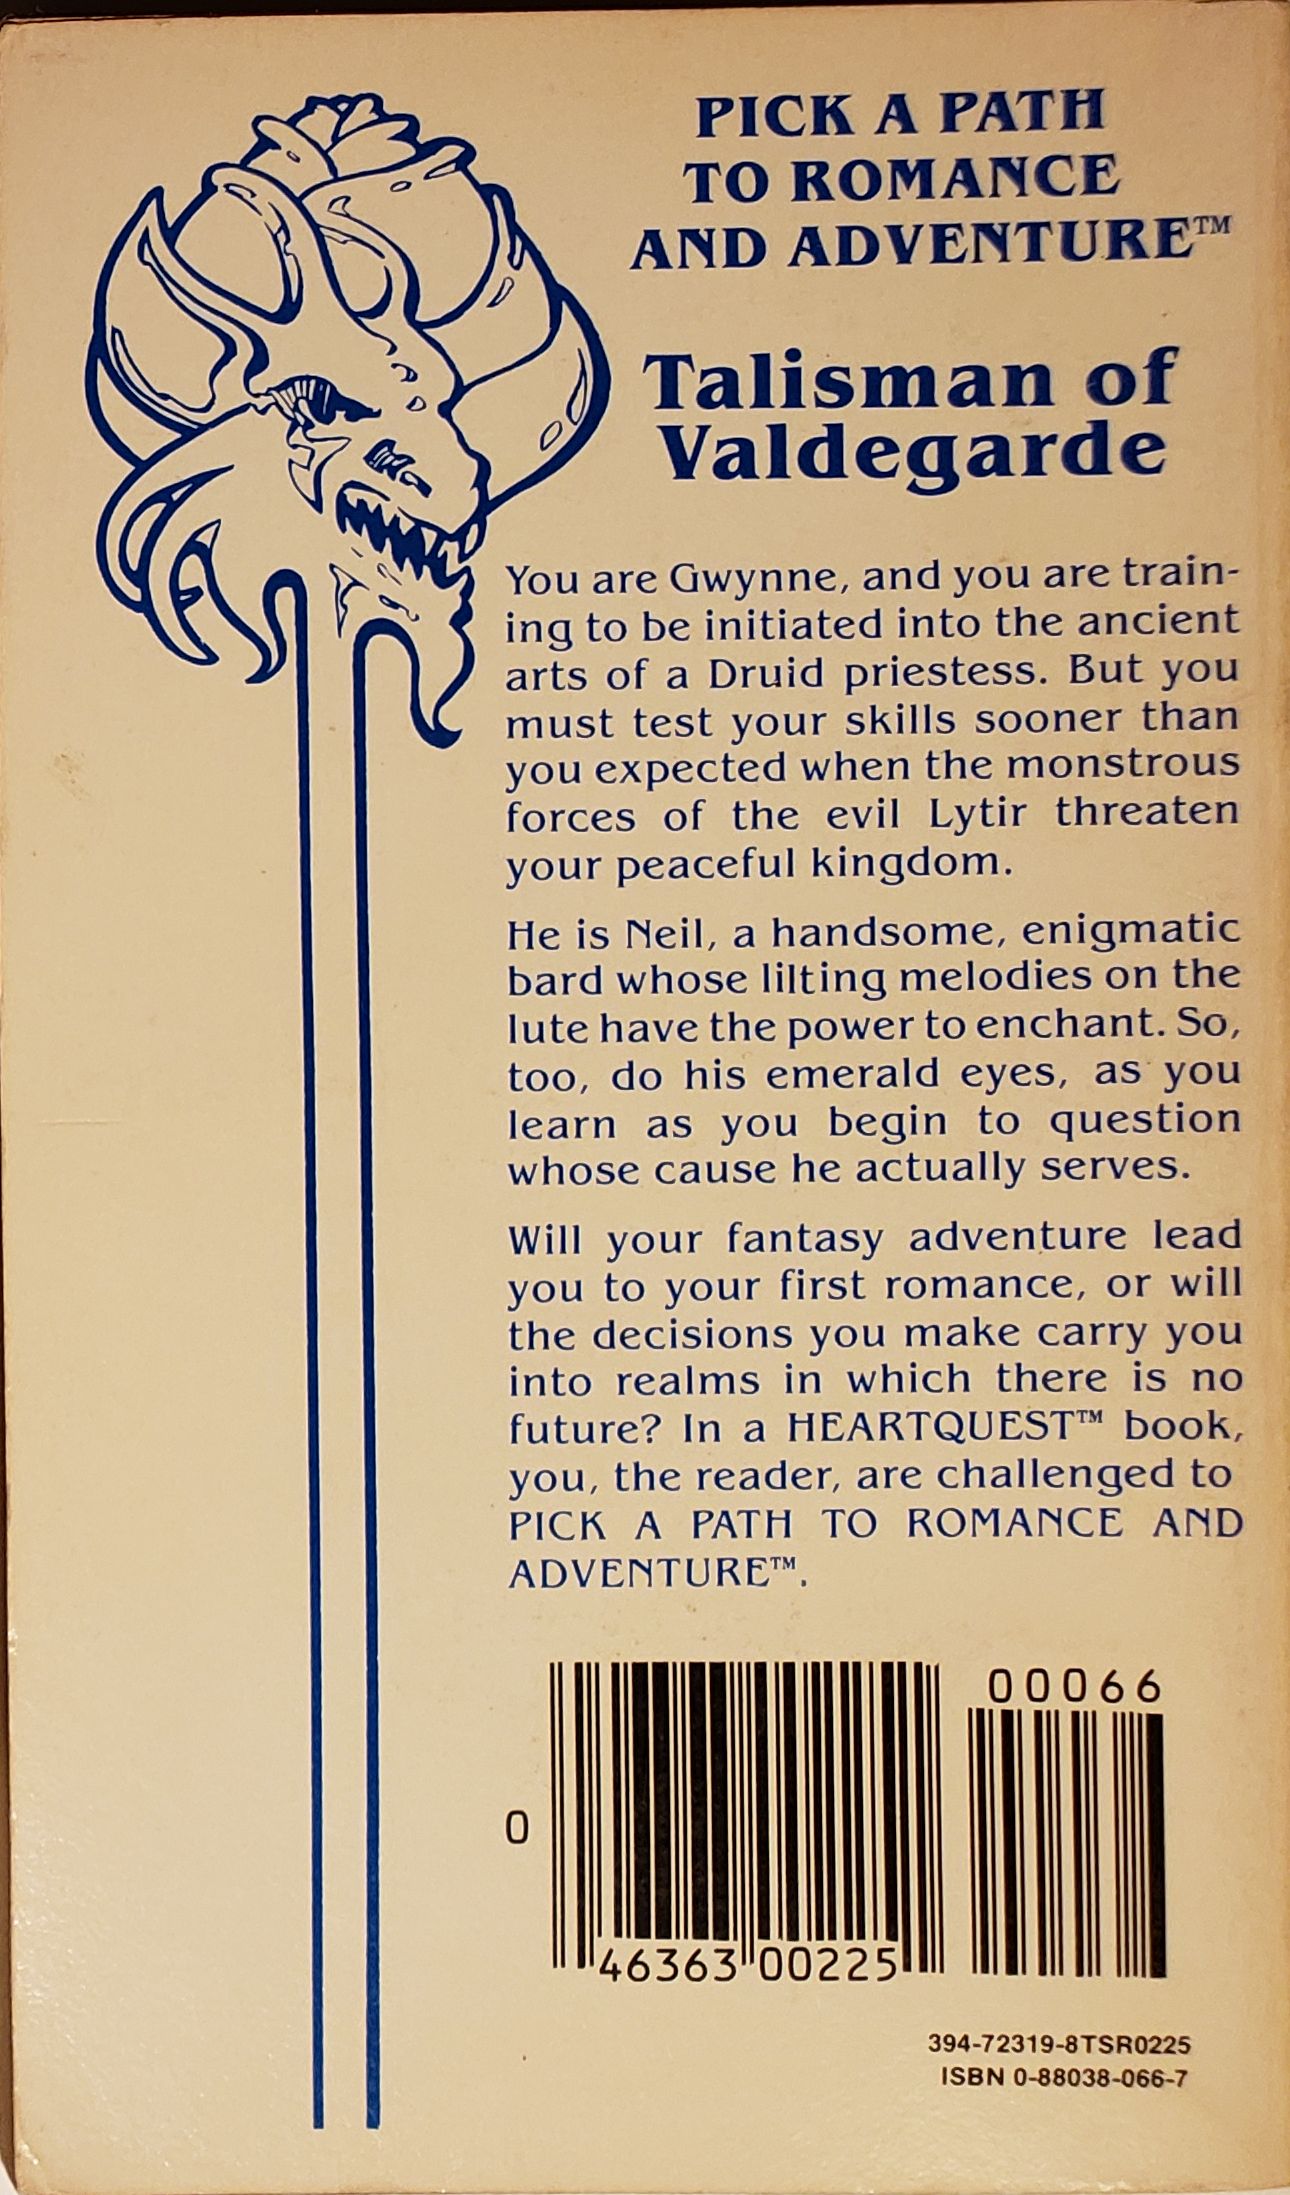 PICK A PATH
TO ROMANCE
AND ADVENTURE™
Talisman of
Valdegarde
You are Gwynne, and you are train-
ing to be initiated into the ancient
arts of a Druid priestess. But you
must test your skills sooner than
you expected when the monstrous
forces of the evil Lytir threaten
your peaceful kingdom.
He is Neil, a handsome, enigmatic
bard whose lilting melodies on the
lute have the power to enchant. So,
too, do his emerald eyes, as you
learn as you begin to question
whose cause he actually serves.
Will your fantasy adventure lead
you to your first romance, or will
the decisions you make carry you
into realms in which there is no
future? In a HEARTQUEST™ book,
you, the reader, are challenged to
PICK A PATH TO ROMANCE AND
ADVENTURE™.
00066
0
46363 00225
394-72319-8TSR0225
ISBN 0-88038-066-7